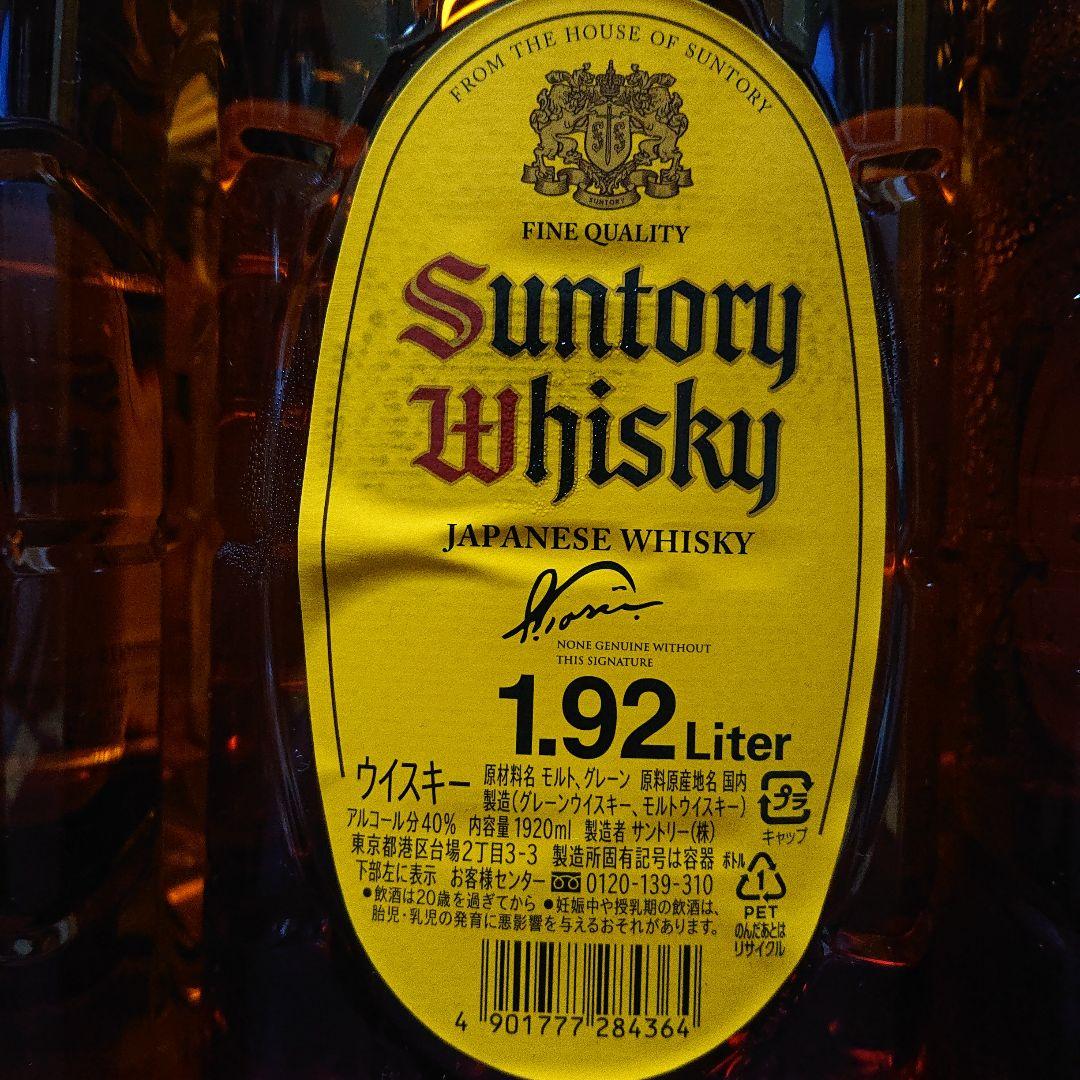 FROM THE HOUSE OF SUNTORY
SS
SUNTORY
FINE QUALITY
Suntory
Whisky
JAPANESE WHISKY
NONE GENUINE WITHOUT
THIS SIGNATURE
1.92 Liter
ウイスキー 原材料名 モルト、グレーン 原料原産地名 国内
製造(グレーンウイスキー、モルトウイスキー)
プラ
キャップ
アルコール分40% 内容量 1920ml 製造者 サントリー(株)
東京都港区台場2丁目3-3 製造所固有記号は容器
下部左に表示 お客様センター 0120-139-310
•飲酒は20歳を過ぎてから •妊娠中や授乳期の飲酒は、
胎児・乳児の発育に悪影響を与えるおそれがあります。
ボトル
1
PET
のんだあとは
リサイクル
4 901777 284364